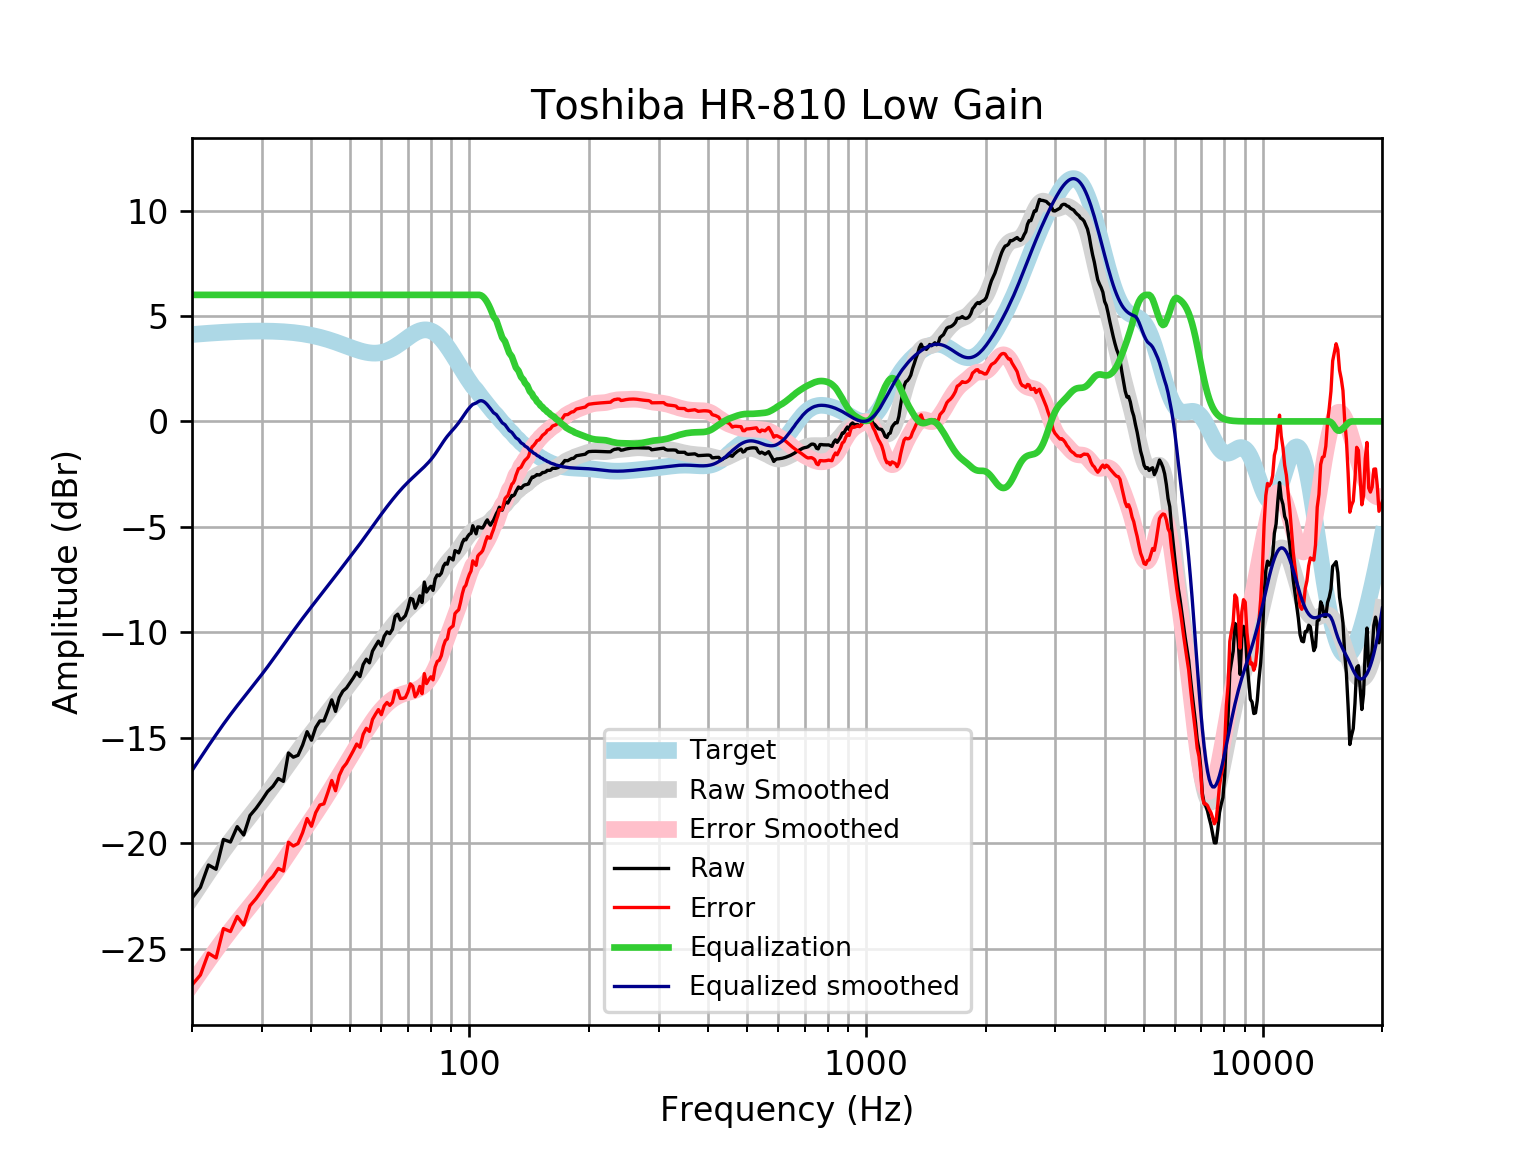 Toshiba HR-810 Low Gain
10
5
0
−5
−10
−15
−20
−25
Amplitude (dBr)
Target
Raw Smoothed
Error Smoothed
Raw
Error
Equalization
Equalized smoothed
100 1000 10000
Frequency (Hz)